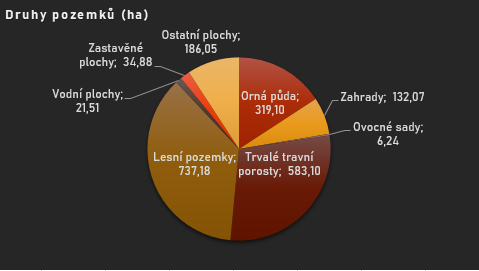 Druhy pozemků (ha)
Ostatní plochy;
186,05
Zastavěné
plochy; 34,88
Vodní plochy;
21,51
Orná půda;
319,10
Zahrady; 132,07
Ovocné sady;
6,24
Lesní pozemky;
737,18
Trvalé travní
porosty; 583,10